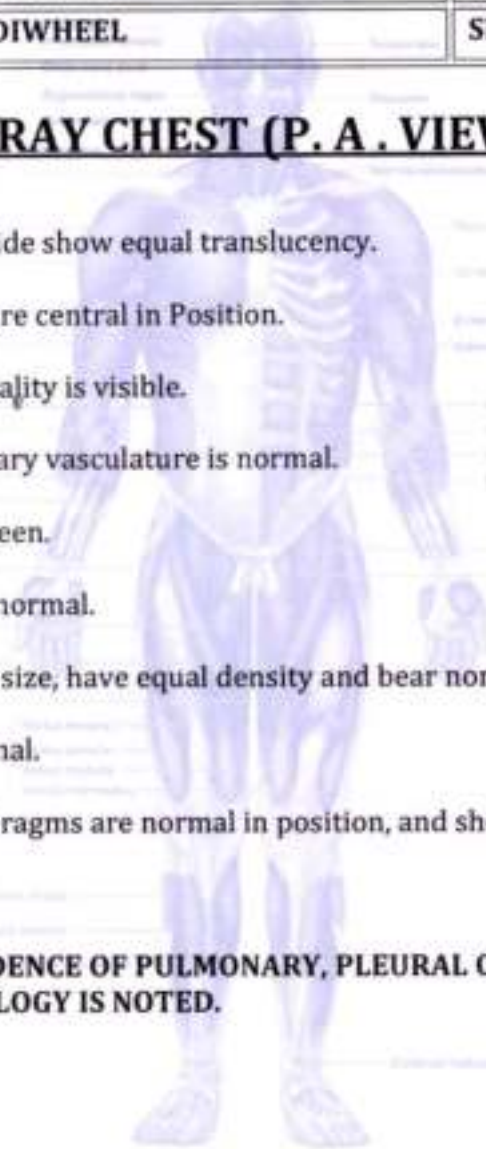 DIWHEEL S
RAY CHEST (P. A . VIEW
ide show equal translucency.
re central in Position.
ality is visible.
ary vasculature is normal.
een.
normal.
size, have equal density and bear nor
nal.
ragms are normal in position, and sh
DENCE OF PULMONARY, PLEURAL
LOGY IS NOTED.